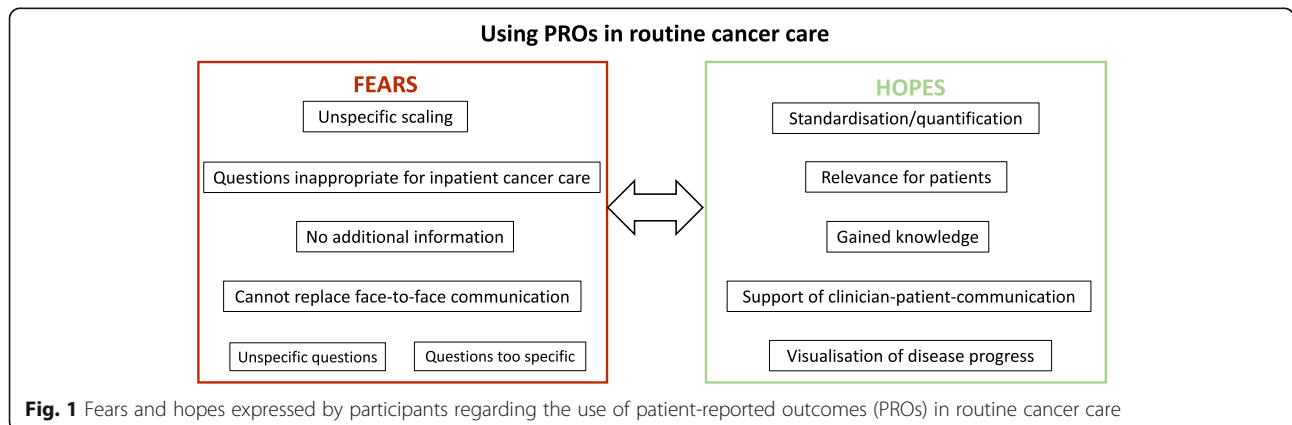 Using PROs in routine cancer care
FEARS
Unspecific scaling
Questions inappropriate for inpatient cancer care
No additional information
Cannot replace face-to-face communication
Unspecific questions
Questions too specific
HOPES
Standardisation/quantification
Relevance for patients
Gained knowledge
Support of clinician-patient-communication
Visualisation of disease progress
Fig. 1 Fears and hopes expressed by participants regarding the use of patient-reported outcomes (PROs) in routine cancer care